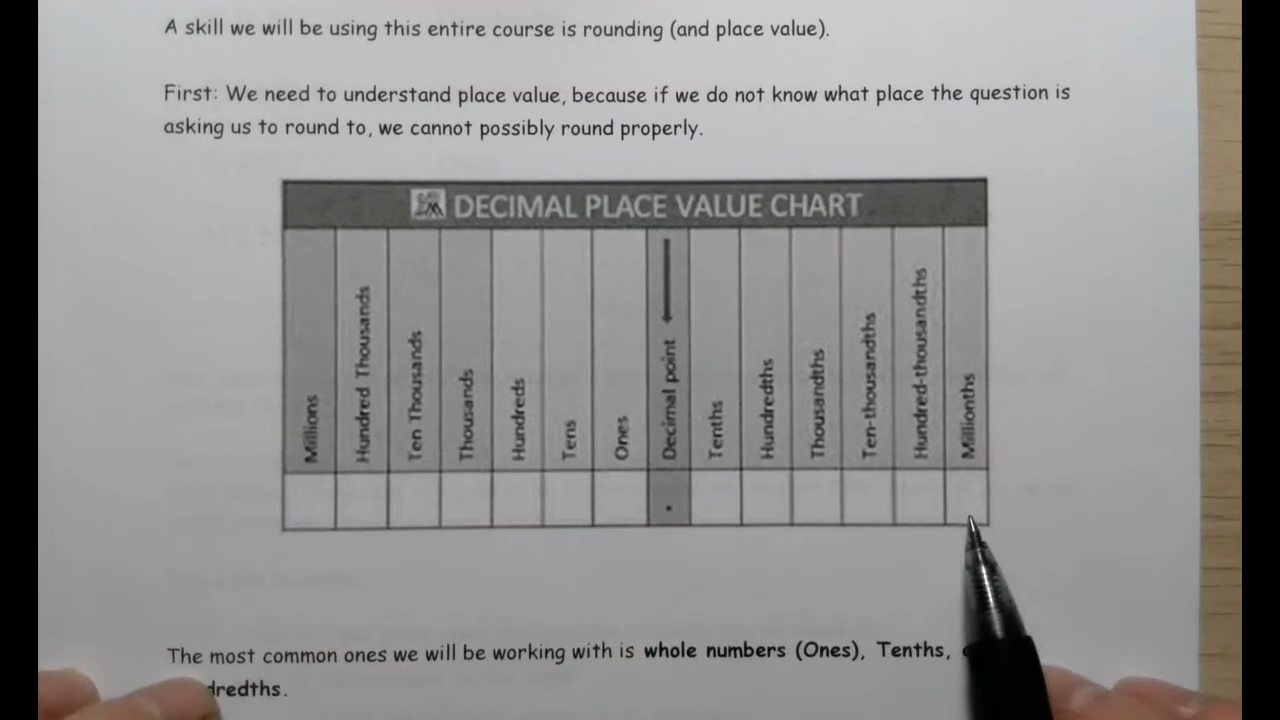 A skill we will be using this entire course is rounding (and place value).
First: We need to understand place value, because if we do not know what place the question is
asking us to round to, we cannot possibly round properly.
DECIMAL PLACE VALUE CHART
Millions
Hundred Thousands
Ten Thousands
Thousands
Hundreds
Tens
Ones
Decimal point
Tenths
Hundredths
Thousandths
Ten-thousandths
Hundred-thousandths
Millionths
.
The most common ones we will be working with is whole numbers (Ones), Tenths,
dredths.